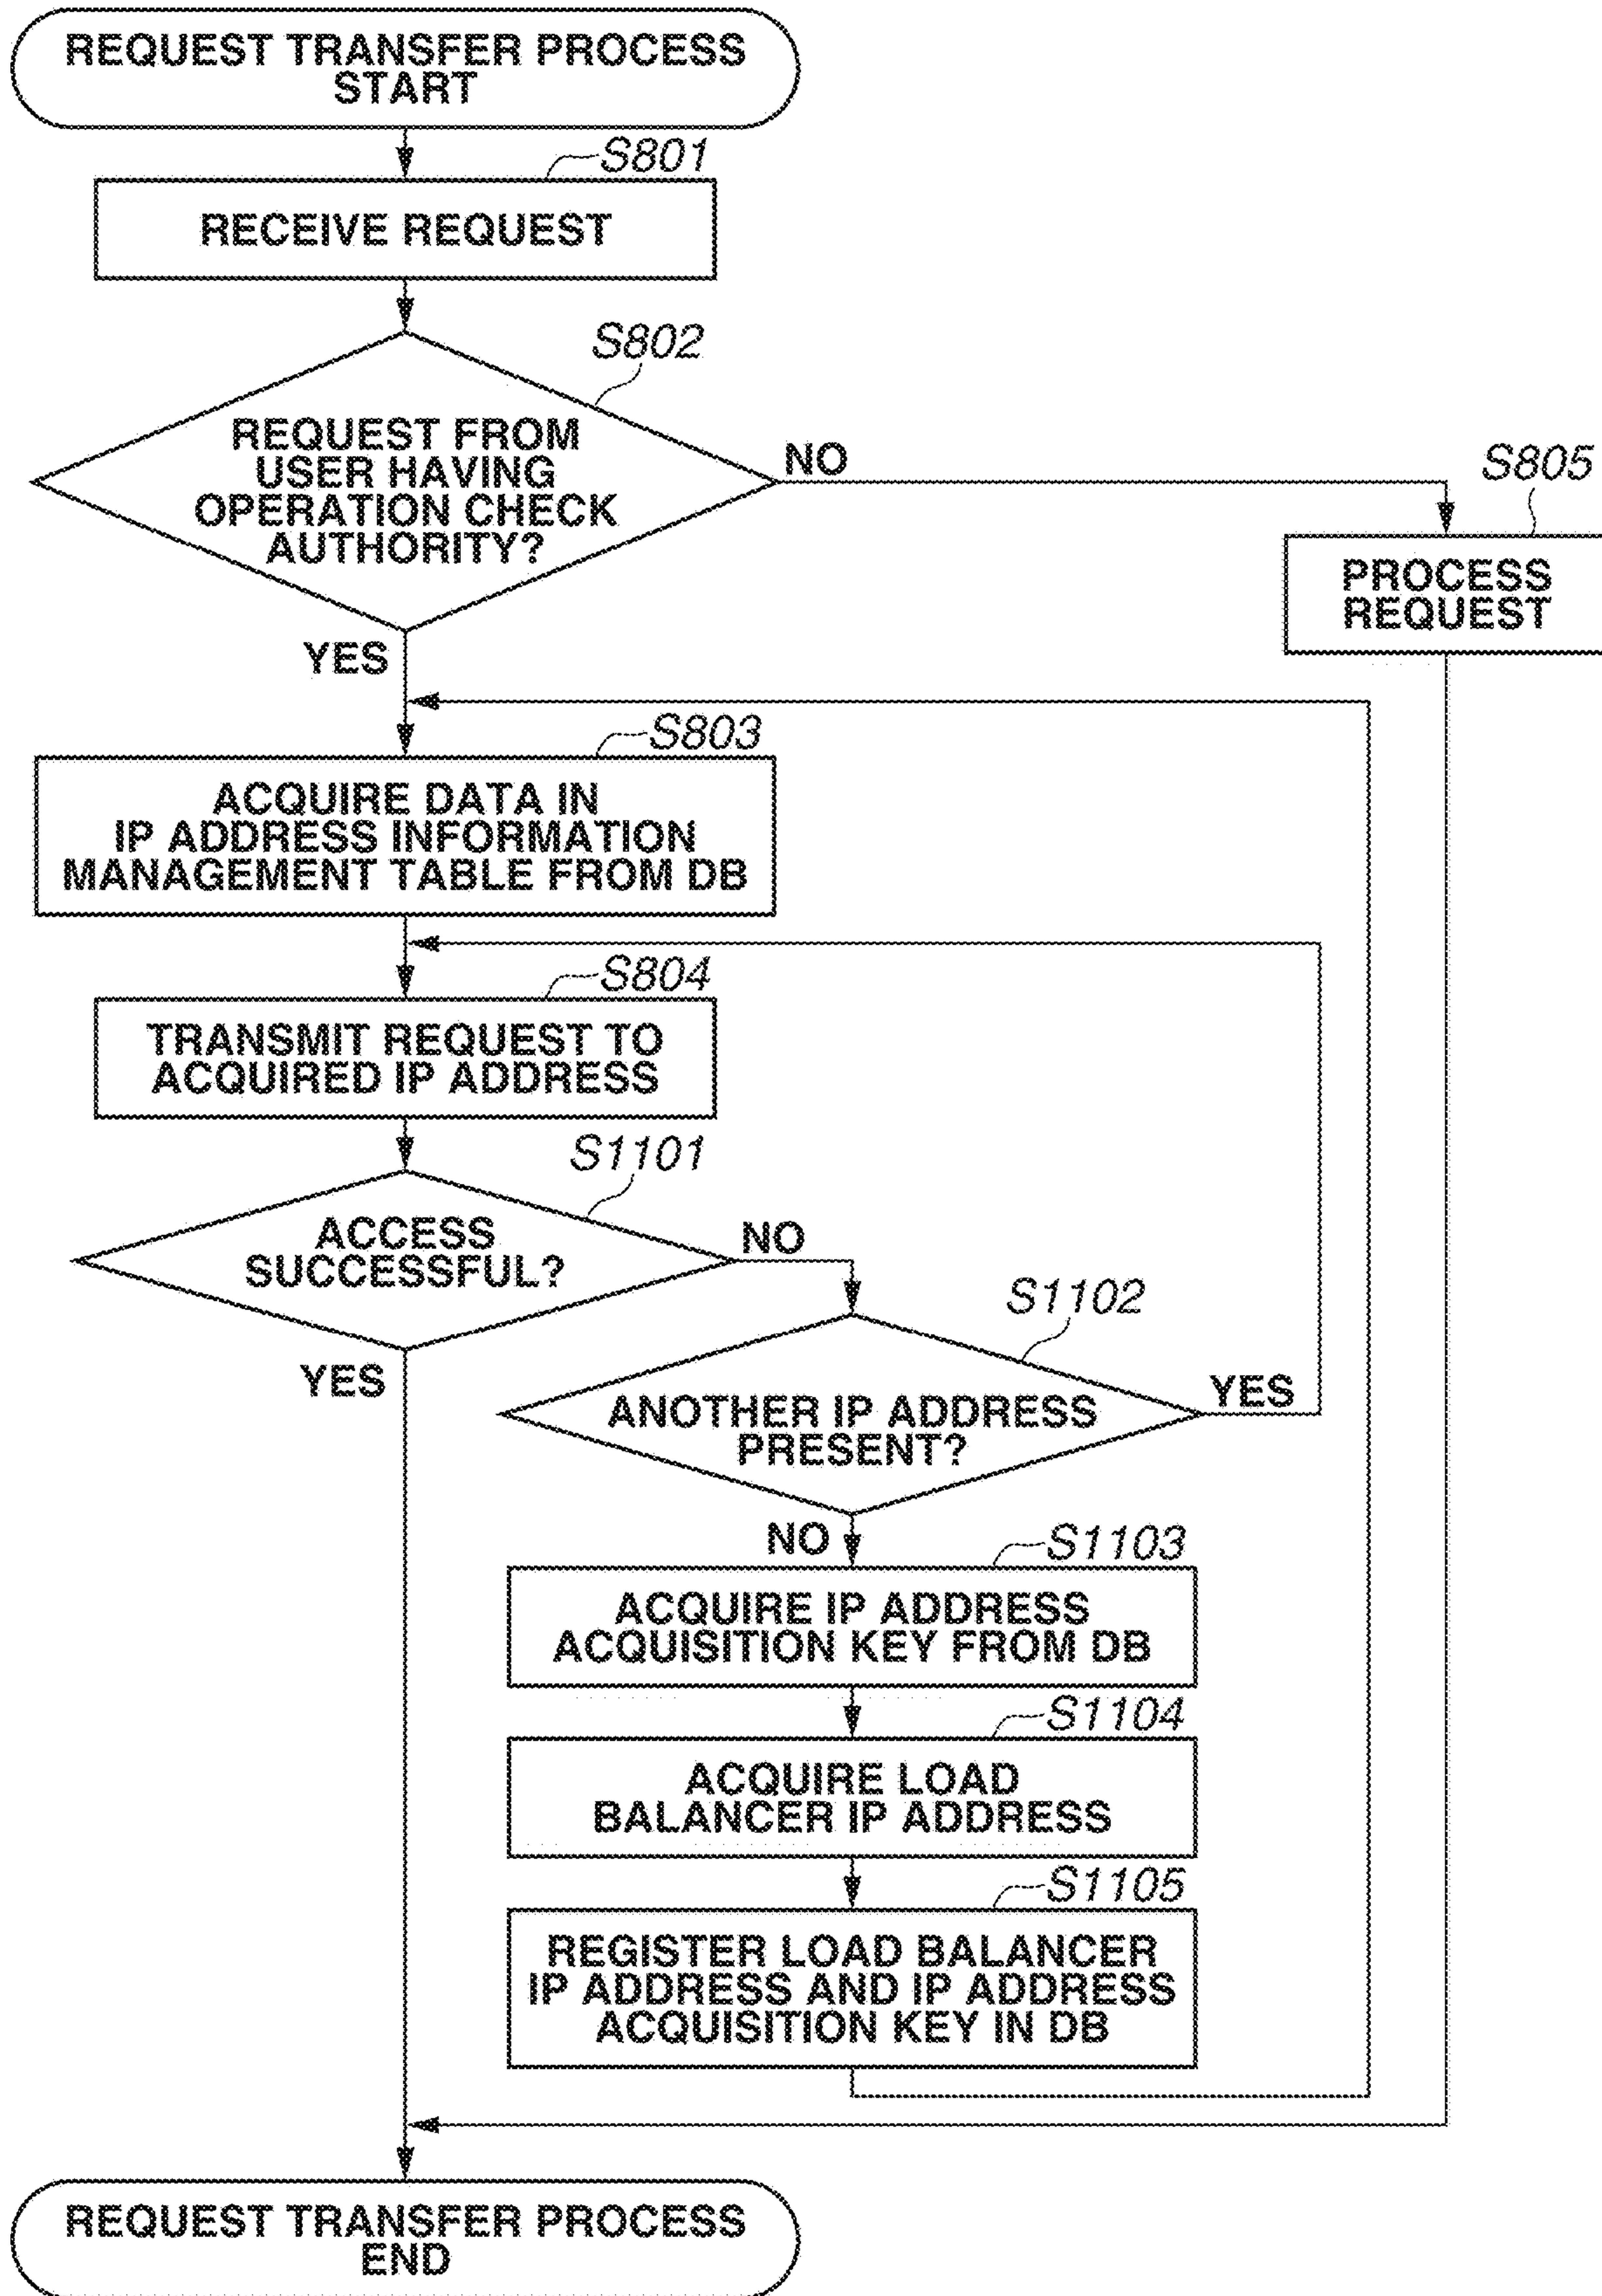 REQUEST TRANSFER PROCESS
START
S801
RECEIVE REQUEST
S802
REQUEST FROM
USER HAVING
OPERATION CHECK
AUTHORITY?
NO
S805
PROCESS
REQUEST
YES
S803
ACQUIRE DATA IN
IP ADDRESS INFORMATION
MANAGEMENT TABLE FROM DB
S804
TRANSMIT REQUEST TO
ACQUIRED IP ADDRESS
S1101
ACCESS
SUCCESSFUL?
NO
YES
S1102
ANOTHER IP ADDRESS
PRESENT?
YES
NO
S1103
ACQUIRE IP ADDRESS
ACQUISITION KEY FROM DB
S1104
ACQUIRE LOAD
BALANCER IP ADDRESS
S1105
REGISTER LOAD BALANCER
IP ADDRESS AND IP ADDRESS
ACQUISITION KEY IN DB
REQUEST TRANSFER PROCESS
END